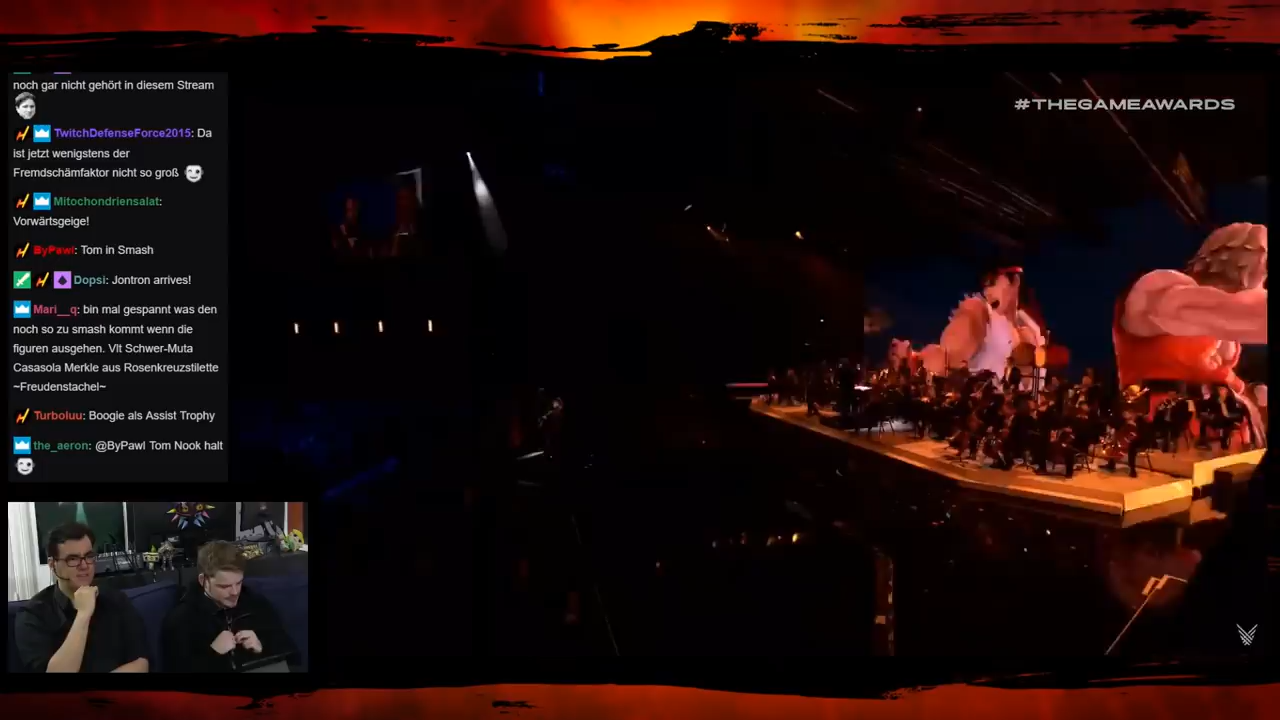 noch gar nicht gehört in diesem Stream
TwitchDefenseForce2015: Da
ist jetzt wenigstens der
Fremdschämfaktor nicht so groß
Mitochondriensalat:
Vorwärtsgeige!
ByPawl: Tom in Smash
Dopsi: Jontron arrives!
Mari__q: bin mal gespannt was den
noch so zu smash kommt wenn die
figuren ausgehen. Vlt Schwer-Muta
Casasola Merkle aus Rosenkreuzstilette
~Freudenstachel~
Turboluu: Boogie als Assist Trophy
the_aeron: @ByPawl Tom Nook halt
#THEGAMEAWARDS